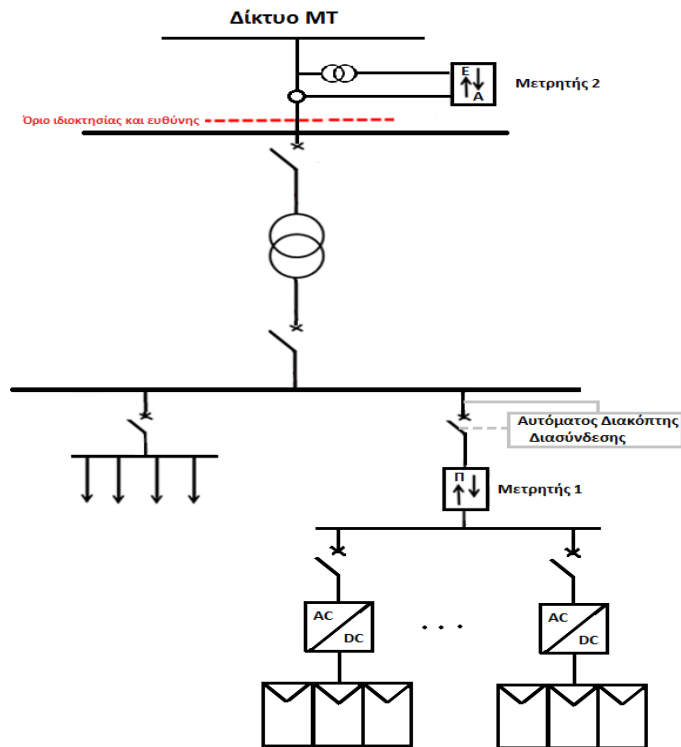 Δίκτυο ΜΤ
Ε
Α
Μετρητής 2
Όριο ιδιοκτησίας και ευθύνης
Αυτόματος Διακόπτης
Διασύνδεσης
Π
Μετρητής 1
AC
DC
. . .
AC
DC